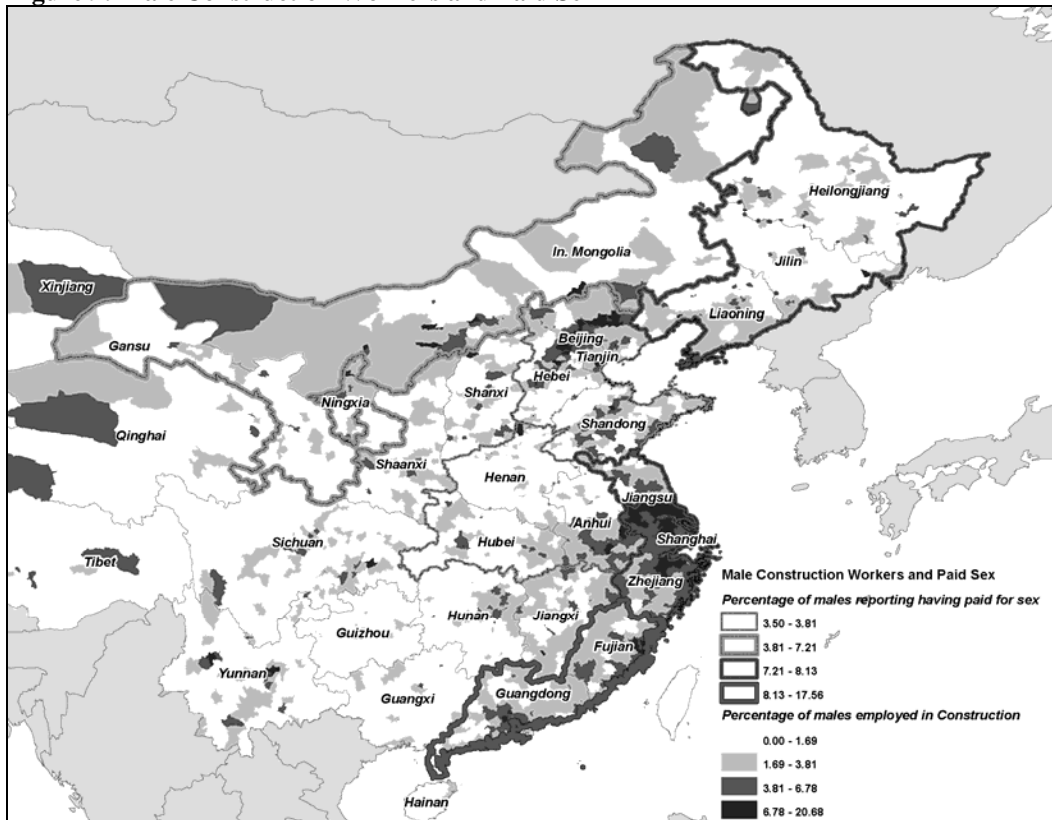 Heilongjiang
In. Mongolia
Jilin
Xinjiang
Liaoning
Gansu
Beijing
Tianjin
Hebei
Shanxi
Ningxia
Shandong
Qinghai
Shaanxi
Henan
Jiangsu
Anhui
Sichuan
Hubei
Shanghai
Tibet
Zhejiang
Hunan
Jiangxi
Guizhou
Fujian
Yunnan
Guangxi
Guangdong
Hainan
Male Construction Workers and Paid Sex
Percentage of males reporting having paid for sex
3.50 - 3.81
3.81 - 7.21
7.21 - 8.13
8.13 - 17.56
Percentage of males employed in Construction
0.00 - 1.69
1.69 - 3.81
3.81 - 6.78
6.78 - 20.68